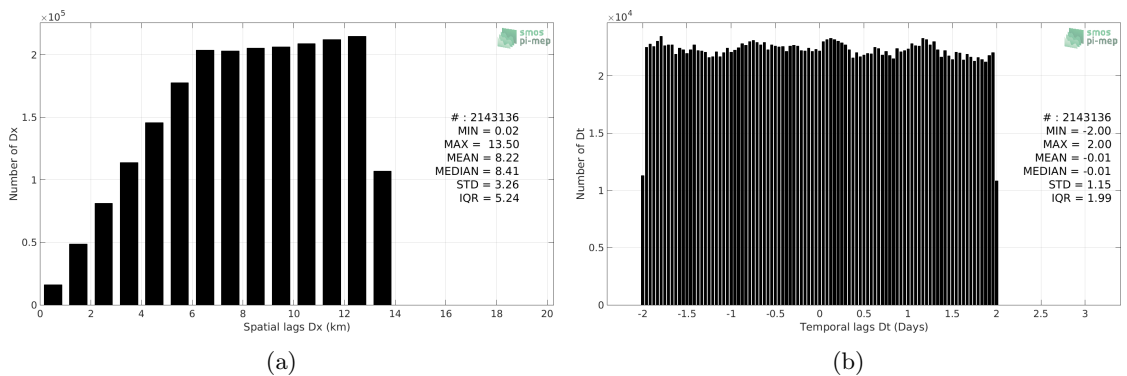 ×10⁵
2
1.5
1
0.5
0
0 2 4 6 8 10 12 14 16 18 20
Number of Dx
Spatial lags Dx (km)
smos
pi-mep
# : 2143136
MIN = 0.02
MAX = 13.50
MEAN = 8.22
MEDIAN = 8.41
STD = 3.26
IQR = 5.24
(a)
×10⁴
2
1.5
1
0.5
0
-2 -1.5 -1 -0.5 0 0.5 1 1.5 2 2.5 3
Number of Dt
Temporal lags Dt (Days)
smos
pi-mep
# : 2143136
MIN = -2.00
MAX = 2.00
MEAN = -0.01
MEDIAN = -0.01
STD = 1.15
IQR = 1.99
(b)